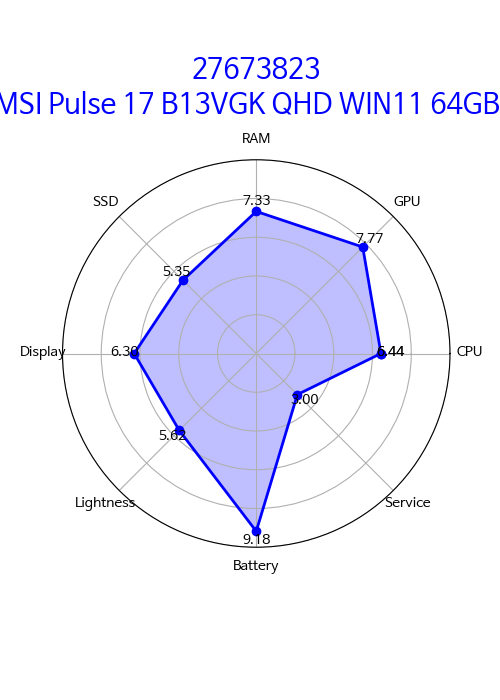 27673823
MSI Pulse 17 B13VGK QHD WIN11 64GB
RAM
7.33
SSD
GPU
7.77
5.35
Display
6.30
6.44
CPU
5.62
3.00
Lightness
Service
9.18
Battery